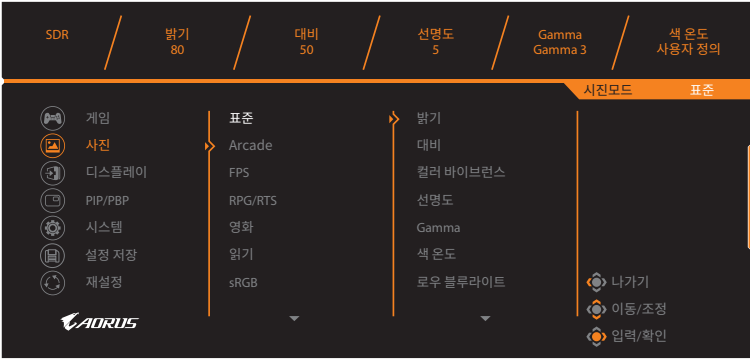 SDR
밝기
80
대비
50
선명도
5
Gamma
Gamma 3
색 온도
사용자 정의
시진모드
표준
게임
사진
디스플레이
PIP/PBP
시스템
설정 저장
재설정
표준
Arcade
FPS
RPG/RTS
영화
읽기
sRGB
밝기
대비
컬러 바이브런스
선명도
Gamma
색 온도
로우 블루라이트
나가기
이동/조정
입력/확인
AORUS